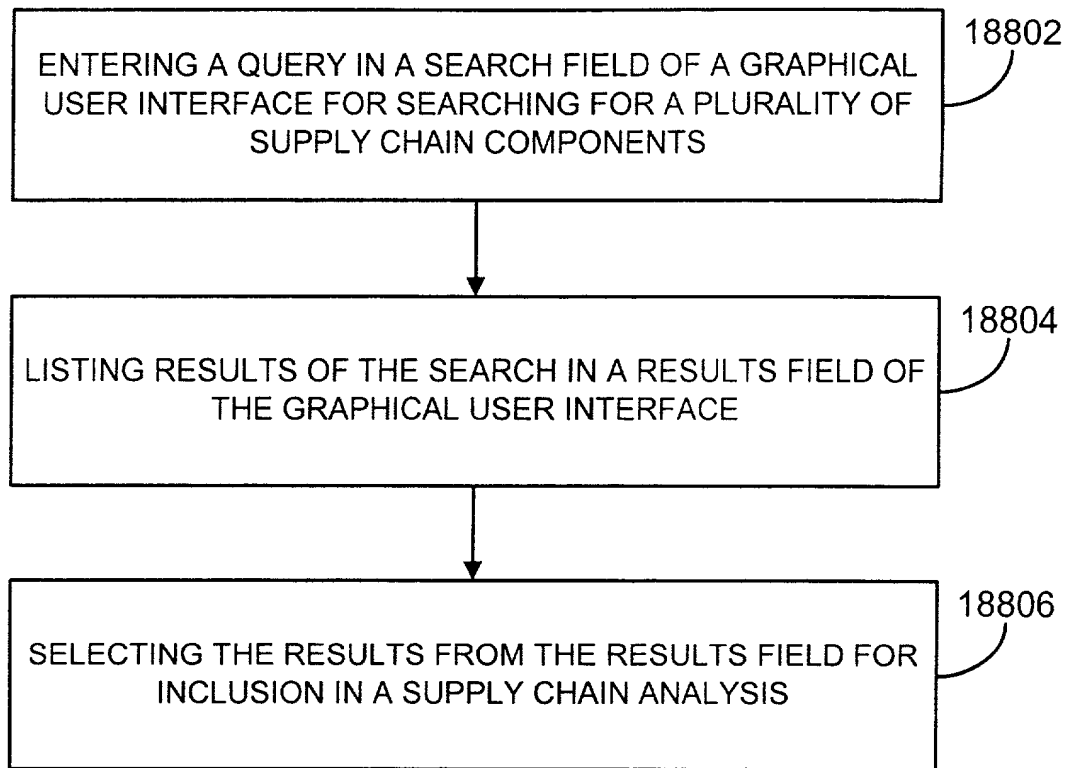 18802
ENTERING A QUERY IN A SEARCH FIELD OF A GRAPHICAL
USER INTERFACE FOR SEARCHING FOR A PLURALITY OF
SUPPLY CHAIN COMPONENTS
18804
LISTING RESULTS OF THE SEARCH IN A RESULTS FIELD OF
THE GRAPHICAL USER INTERFACE
18806
SELECTING THE RESULTS FROM THE RESULTS FIELD FOR
INCLUSION IN A SUPPLY CHAIN ANALYSIS